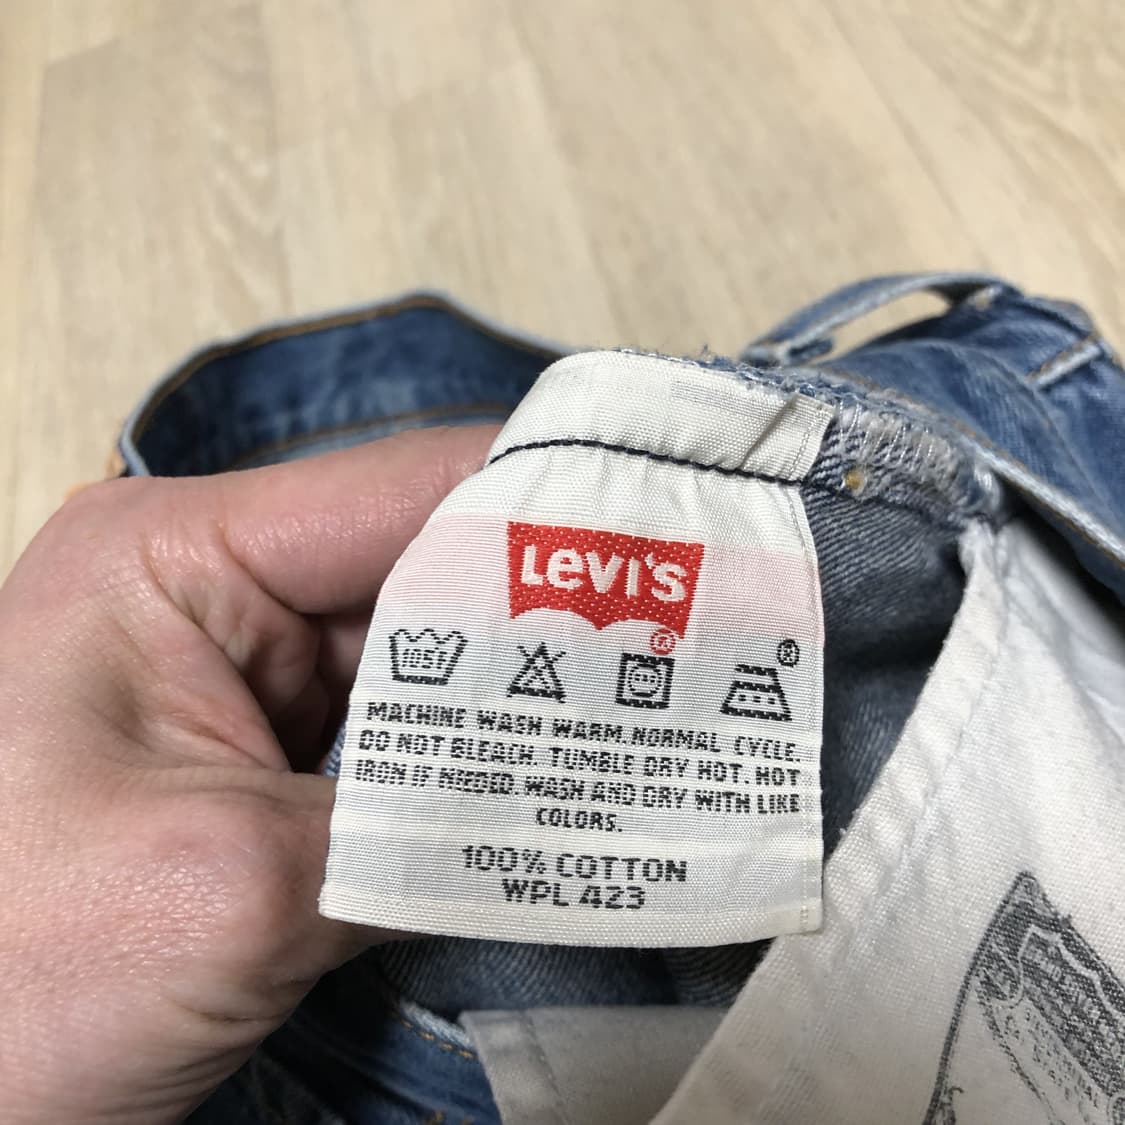 LEVI'S
®
105F
®
MACHINE WASH WARM. NORMAL CYCLE.
DO NOT BLEACH. TUMBLE DRY HOT. HOT
IRON IF NEEDED. WASH AND DRY WITH LIKE
COLORS.
100% COTTON
WPL 423